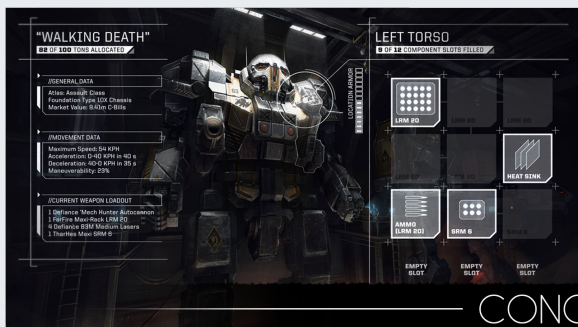 "WALKING DEATH"
82 OF 100 TONS ALLOCATED
//GENERAL DATA
Atlas: Assault Class
Foundation Type 10X Chassis
Market Value: 9.41m C-Bills
//MOVEMENT DATA
Maximum Speed: 54 KPH
Acceleration: 0-40 KPH in 40 s
Deceleration: 40-0 KPH in 35 s
Maneuverability: 23%
//CURRENT WEAPON LOADOUT
1 Defiance 'Mech Hunter Autocannon
1 FarFire Maxi-Rack LRM 20
4 Defiance B3M Medium Lasers
1 TharHes Maxi SRM 6
LOCATION ARMOR
LEFT TORSO
9 OF 12 COMPONENT SLOTS FILLED
LRM 20
HEAT SINK
AMMO
(LRM 20)
SRM 6
EMPTY
SLOT
EMPTY
SLOT
EMPTY
SLOT
CONC